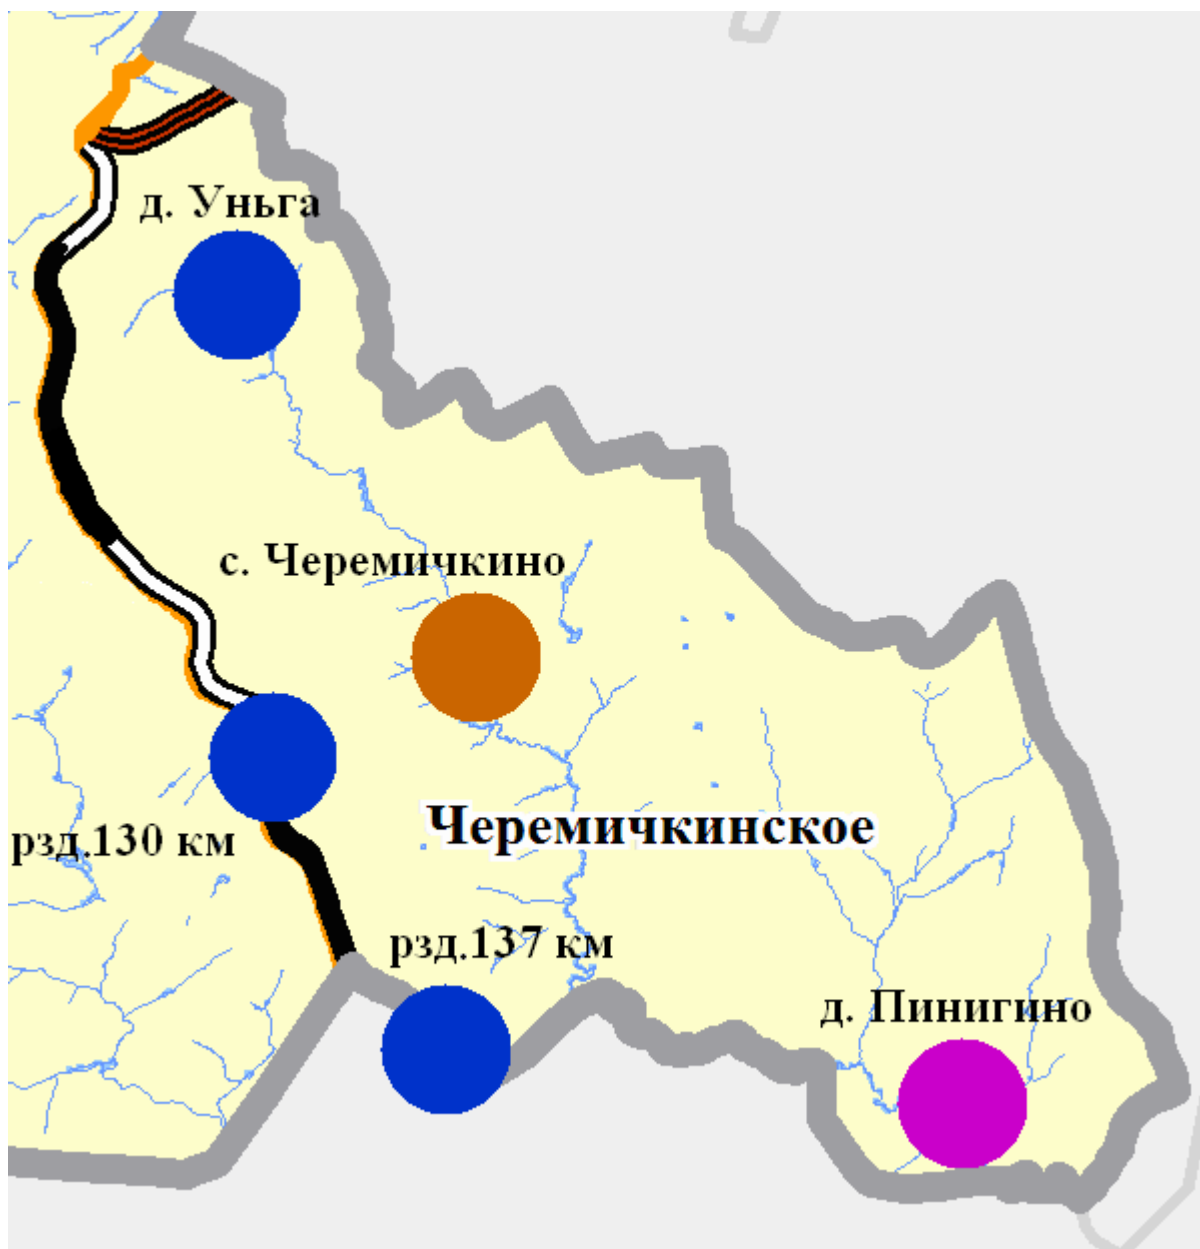 д. Уньга
с. Черемичкино
Черемичкинское
рзд.130 км
рзд.137 км
д. Пинигино